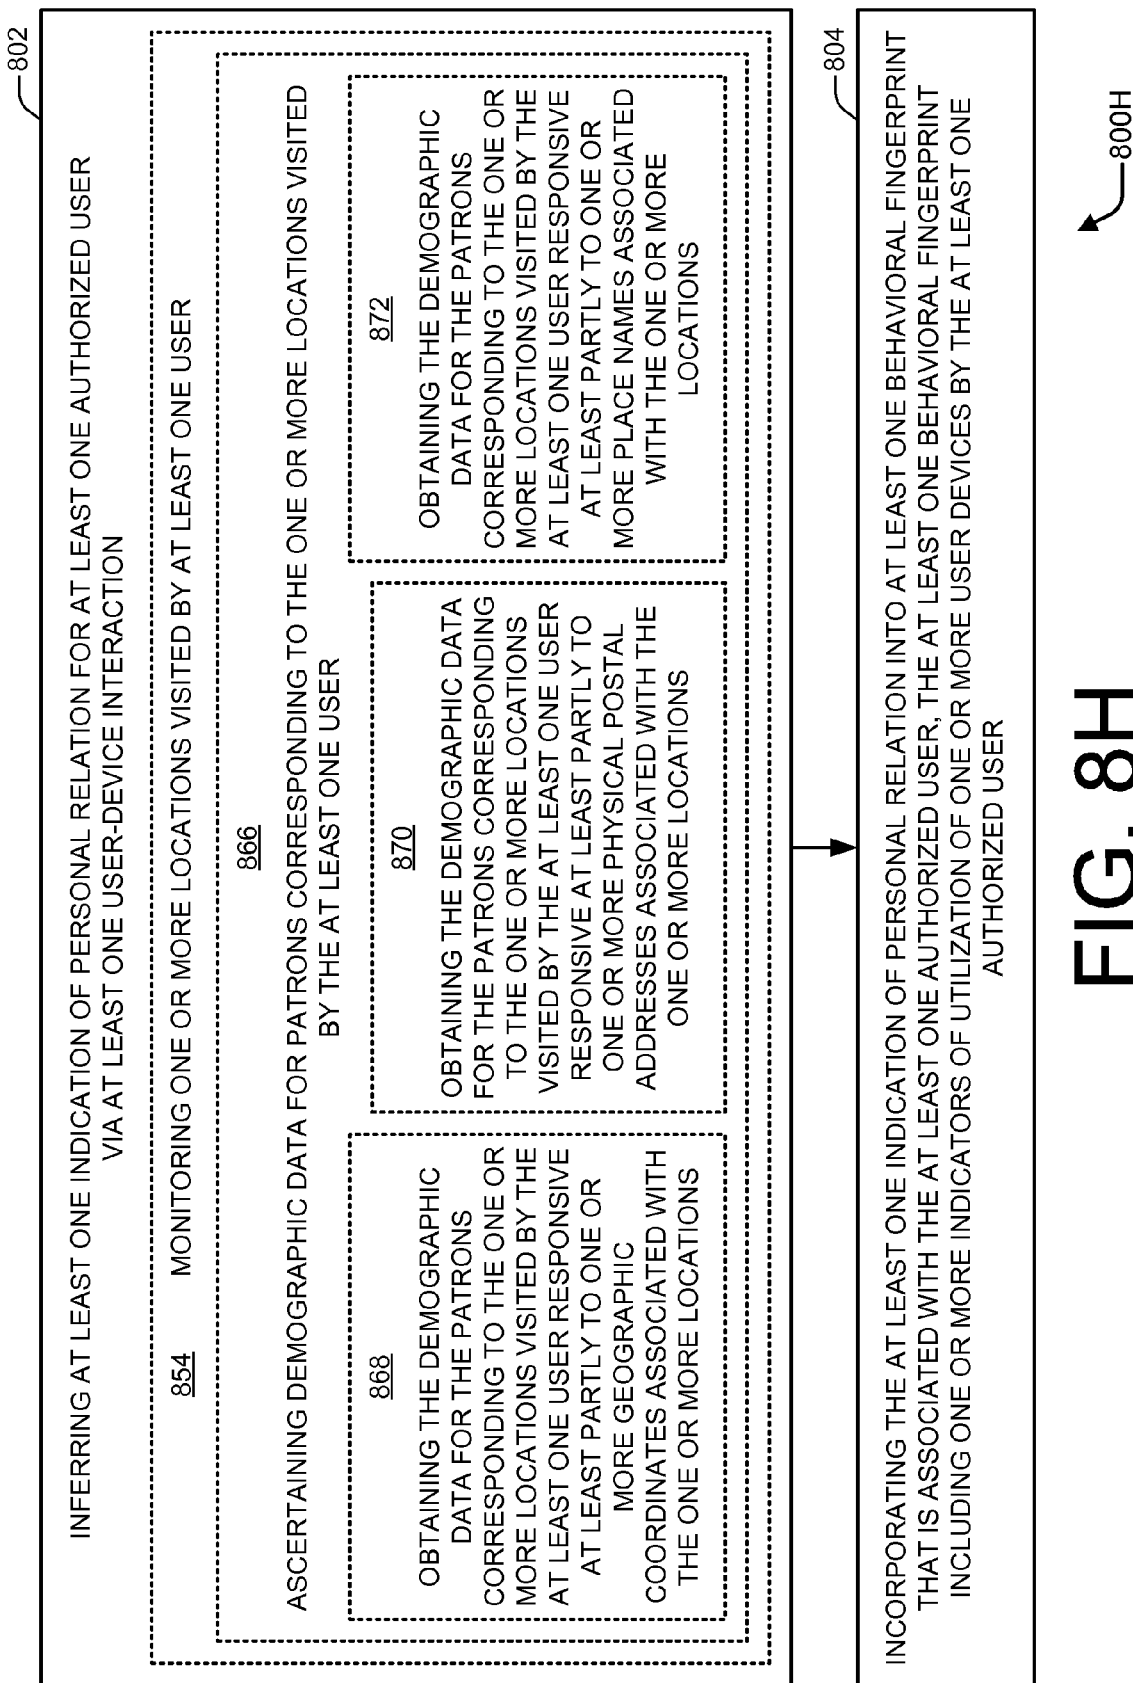 802
INFERRING AT LEAST ONE INDICATION OF PERSONAL RELATION FOR AT LEAST ONE AUTHORIZED USER
VIA AT LEAST ONE USER-DEVICE INTERACTION
854
MONITORING ONE OR MORE LOCATIONS VISITED BY AT LEAST ONE USER
866
ASCERTAINING DEMOGRAPHIC DATA FOR PATRONS CORRESPONDING TO THE ONE OR MORE LOCATIONS VISITED
BY THE AT LEAST ONE USER
868
OBTAINING THE DEMOGRAPHIC
DATA FOR THE PATRONS
CORRESPONDING TO THE ONE OR
MORE LOCATIONS VISITED BY THE
AT LEAST ONE USER RESPONSIVE
AT LEAST PARTLY TO ONE OR
MORE GEOGRAPHIC
COORDINATES ASSOCIATED WITH
THE ONE OR MORE LOCATIONS
870
OBTAINING THE DEMOGRAPHIC DATA
FOR THE PATRONS CORRESPONDING
TO THE ONE OR MORE LOCATIONS
VISITED BY THE AT LEAST ONE USER
RESPONSIVE AT LEAST PARTLY TO
ONE OR MORE PHYSICAL POSTAL
ADDRESSES ASSOCIATED WITH THE
ONE OR MORE LOCATIONS
872
OBTAINING THE DEMOGRAPHIC
DATA FOR THE PATRONS
CORRESPONDING TO THE ONE OR
MORE LOCATIONS VISITED BY THE
AT LEAST ONE USER RESPONSIVE
AT LEAST PARTLY TO ONE OR
MORE PLACE NAMES ASSOCIATED
WITH THE ONE OR MORE
LOCATIONS
804
INCORPORATING THE AT LEAST ONE INDICATION OF PERSONAL RELATION INTO AT LEAST ONE BEHAVIORAL FINGERPRINT
THAT IS ASSOCIATED WITH THE AT LEAST ONE AUTHORIZED USER, THE AT LEAST ONE BEHAVIORAL FINGERPRINT
INCLUDING ONE OR MORE INDICATORS OF UTILIZATION OF ONE OR MORE USER DEVICES BY THE AT LEAST ONE
AUTHORIZED USER
800H
FIG. 8H